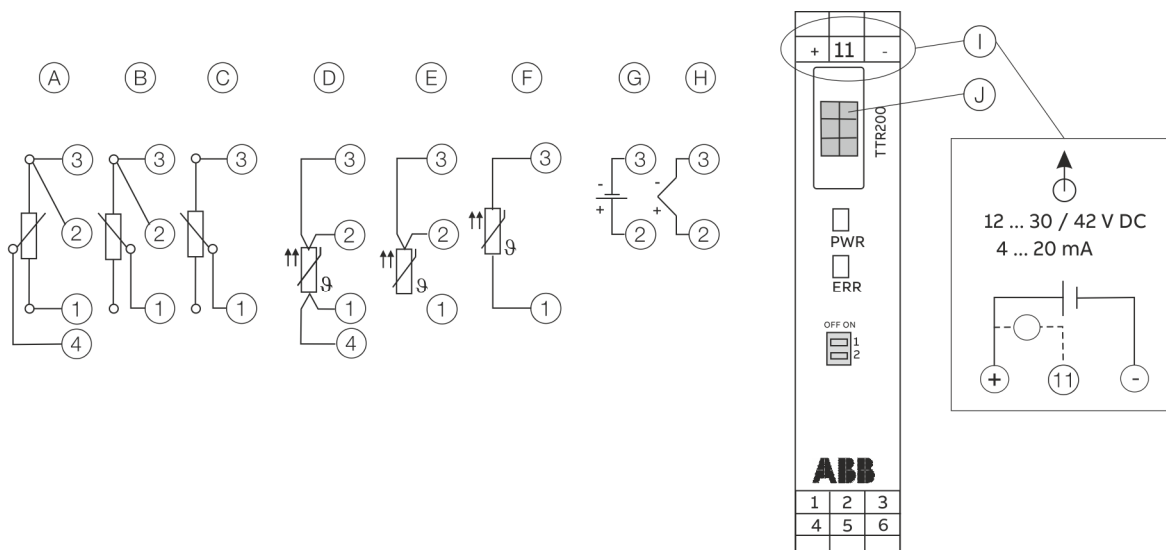 A B C D E F G H I
+ 11 -
J
TTR200
3 3 3 3 3 3 - 3 - 3
2 2 2 2 + 2 + 2
ϑ ϑ ϑ
1 1 1 1 1 1
4 4
PWR
ERR
OFF ON
1
2
12 ... 30 / 42 V DC
4 ... 20 mA
+ 11 -
ABB
1 2 3
4 5 6